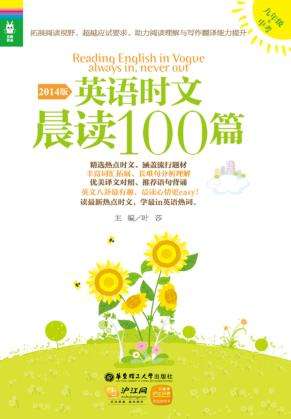 拓展阅读视野、超越应试要求、助力阅读理解与写作翻译能力提升
九年级+中考
Reading English in Vogue
always in, never out
2014版
英语时文
晨读100篇
精选热点时文、涵盖流行题材
丰富词汇拓展、长难句分析理解
优美译文对照、推荐语句背诵
英文八卦最有趣、晨读心情更easy!
读最新热点时文,学最in英语热词。
主 编/叶 莎
华东理工大学出版社
沪江网